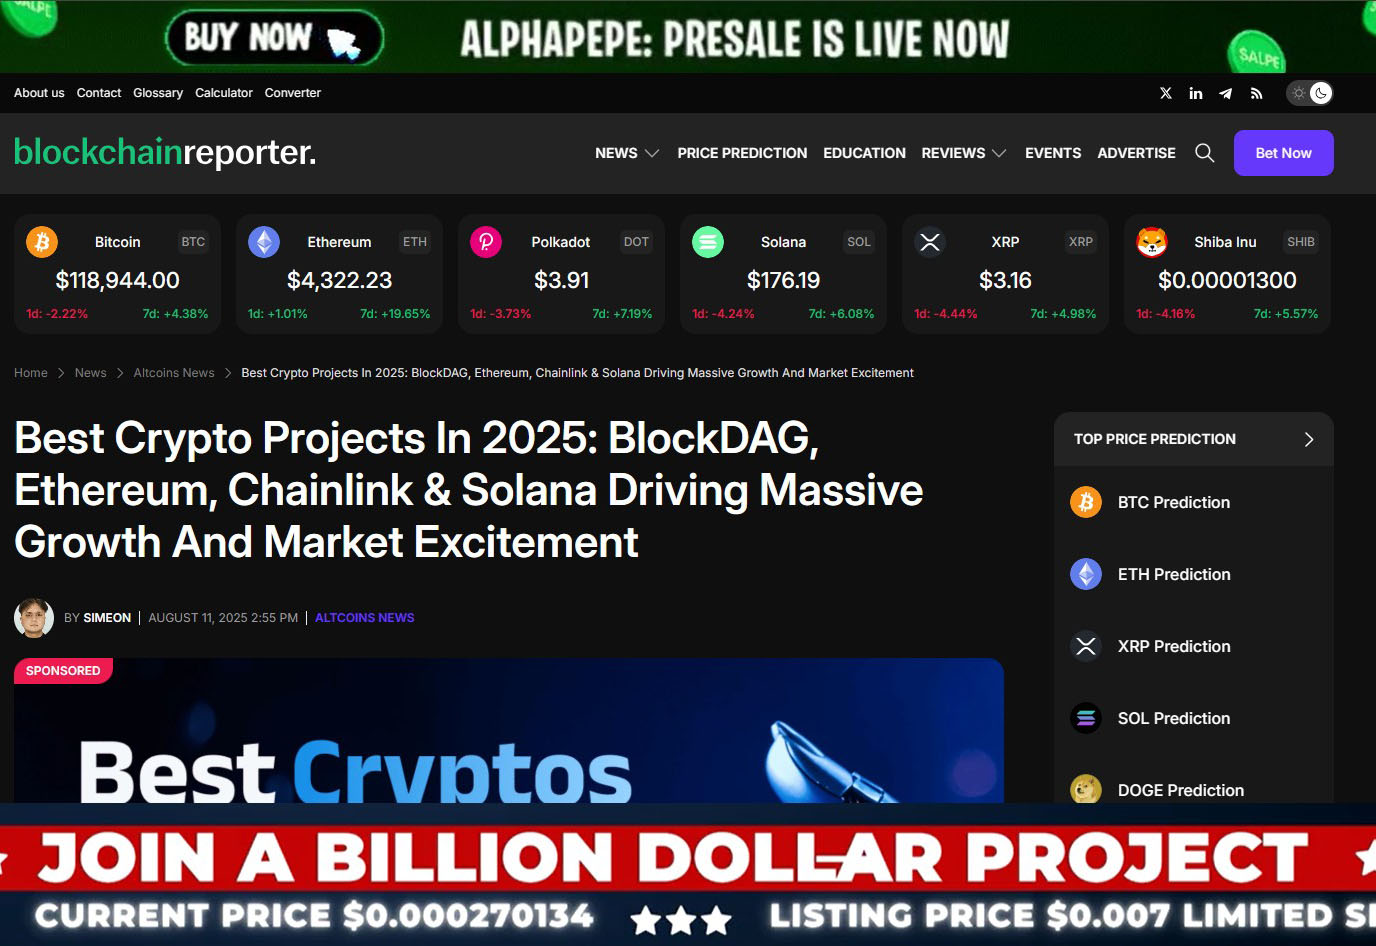 BUY NOW
ALPHAPEPE: PRESALE IS LIVE NOW
$ALPE
About us Contact Glossary Calculator Converter
blockchainreporter.
NEWS PRICE PREDICTION EDUCATION REVIEWS EVENTS ADVERTISE
Bet Now
Bitcoin BTC
$118,944.00
1d: -2.22% 7d: +4.38%
Ethereum ETH
$4,322.23
1d: +1.01% 7d: +19.65%
Polkadot DOT
$3.91
1d: -3.73% 7d: +7.19%
Solana SOL
$176.19
1d: -4.24% 7d: +6.08%
XRP XRP
$3.16
1d: -4.44% 7d: +4.98%
Shiba Inu SHIB
$0.00001300
1d: -4.16% 7d: +5.57%
Home News Altcoins News Best Crypto Projects In 2025: BlockDAG, Ethereum, Chainlink & Solana Driving Massive Growth And Market Excitement
Best Crypto Projects In 2025: BlockDAG,
Ethereum, Chainlink & Solana Driving Massive
Growth And Market Excitement
BY SIMEON | AUGUST 11, 2025 2:55 PM | ALTCOINS NEWS
SPONSORED
Best Cryptos
TOP PRICE PREDICTION
BTC Prediction
ETH Prediction
XRP Prediction
SOL Prediction
DOGE Prediction
JOIN A BILLION DOLLAR PROJECT
CURRENT PRICE $0.000270134 LISTING PRICE $0.007 LIMITED